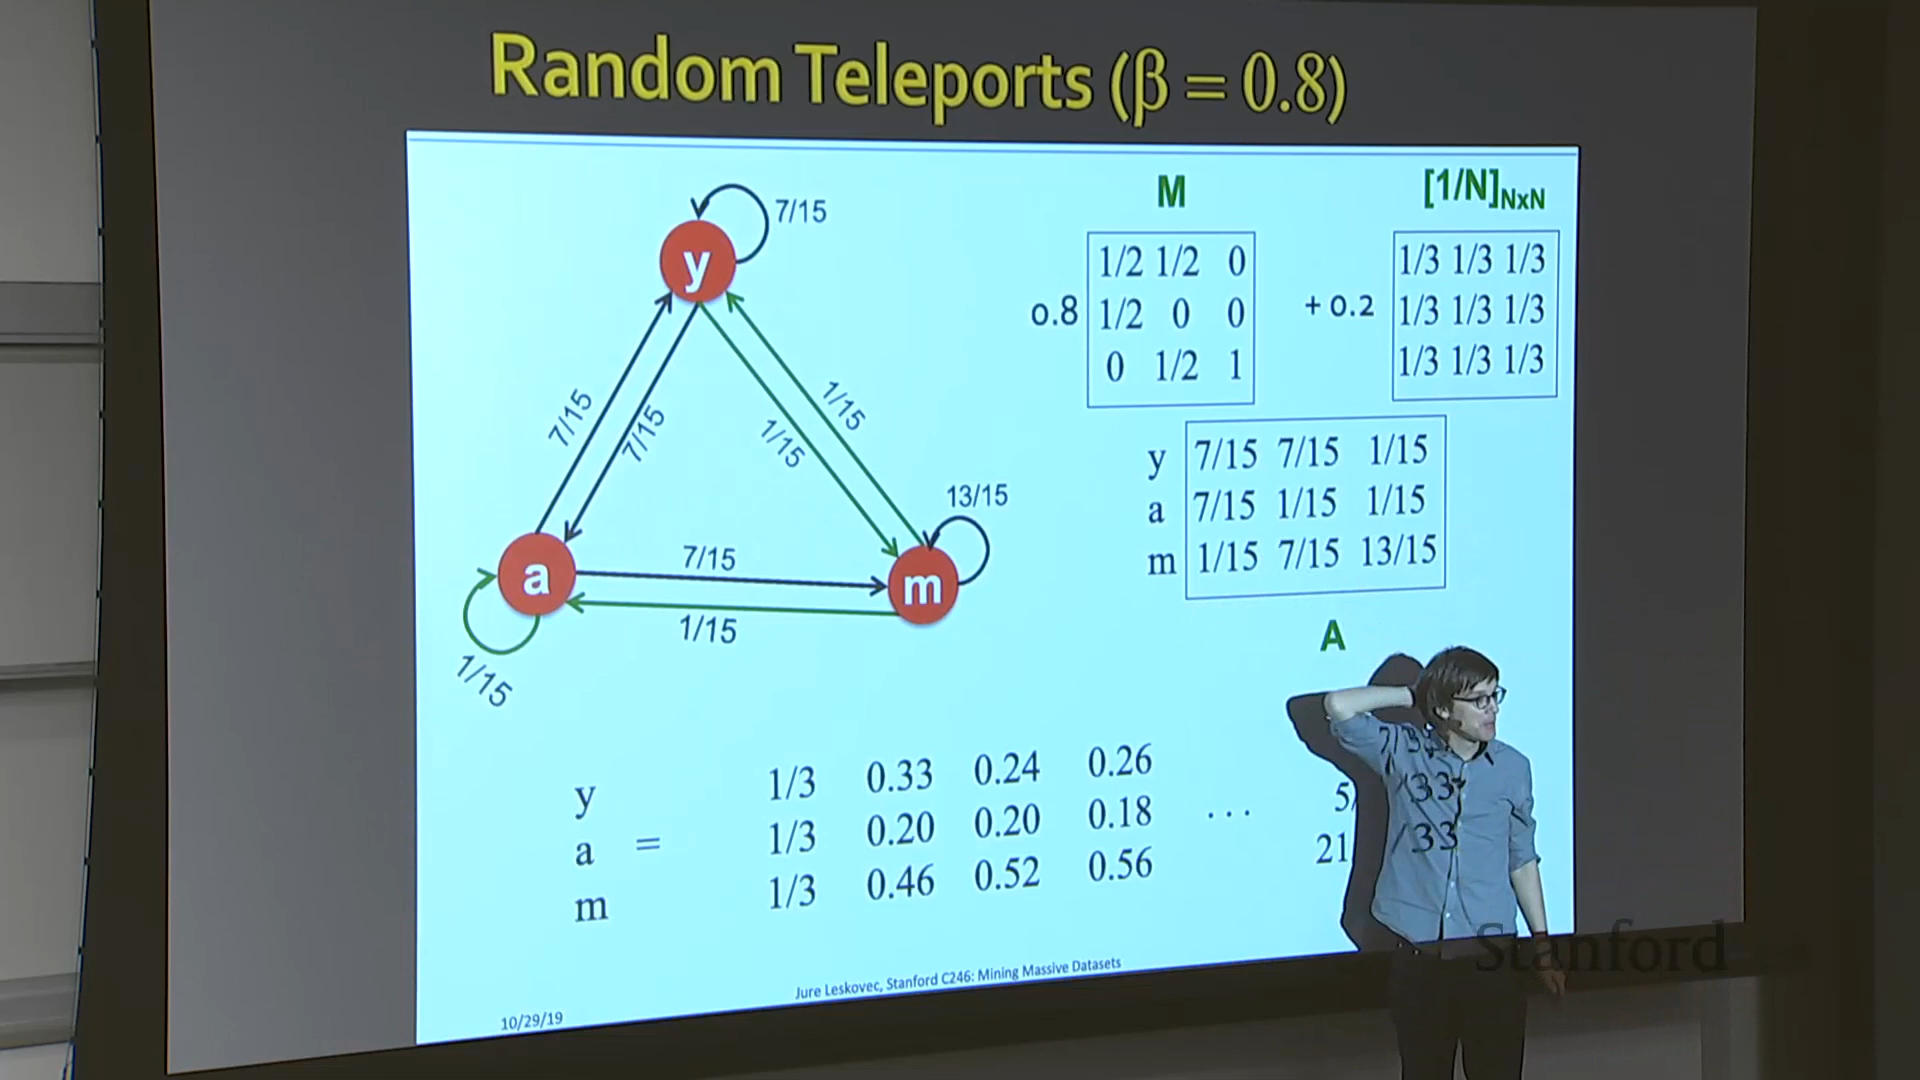 Random Teleports (β = 0.8)
7/15
y
7/15
7/15
1/15
1/15
13/15
a
7/15
m
1/15
1/15
M
[1/N]NxN
0.8
1/2 1/2 0
1/2 0 0
0 1/2 1
+ 0.2
1/3 1/3 1/3
1/3 1/3 1/3
1/3 1/3 1/3
y 7/15 7/15 1/15
a 7/15 1/15 1/15
m 1/15 7/15 13/15
A
y 1/3 0.33 0.24 0.26
a = 1/3 0.20 0.20 0.18 ... 5/33
m 1/3 0.46 0.52 0.56 21/33
Jure Leskovec, Stanford C246: Mining Massive Datasets
10/29/19
Stanford